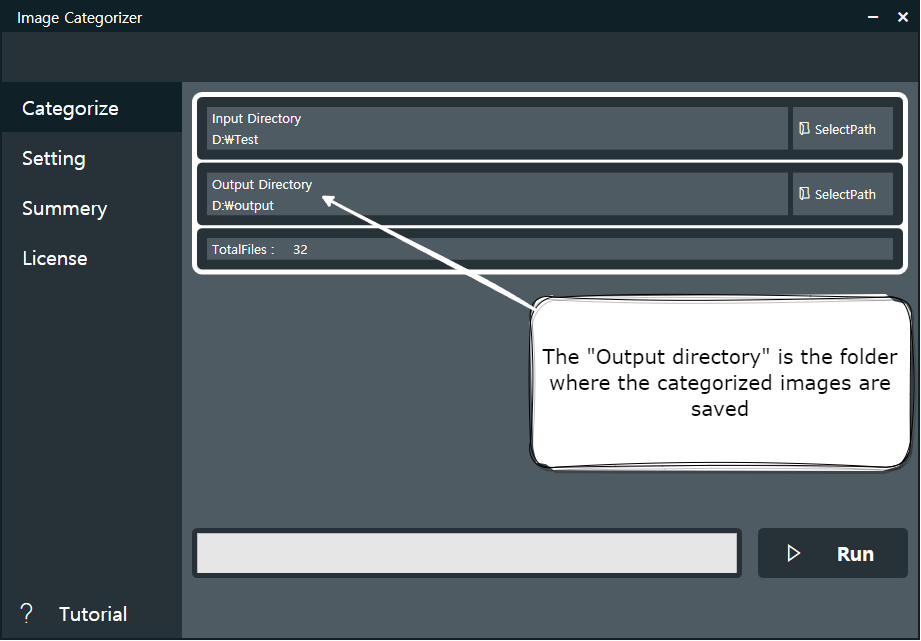 Image Categorizer
Categorize
Setting
Summery
License
Input Directory
D:₩Test
SelectPath
Output Directory
D:₩output
SelectPath
TotalFiles : 32
The "Output directory" is the folder
where the categorized images are
saved
Run
? Tutorial